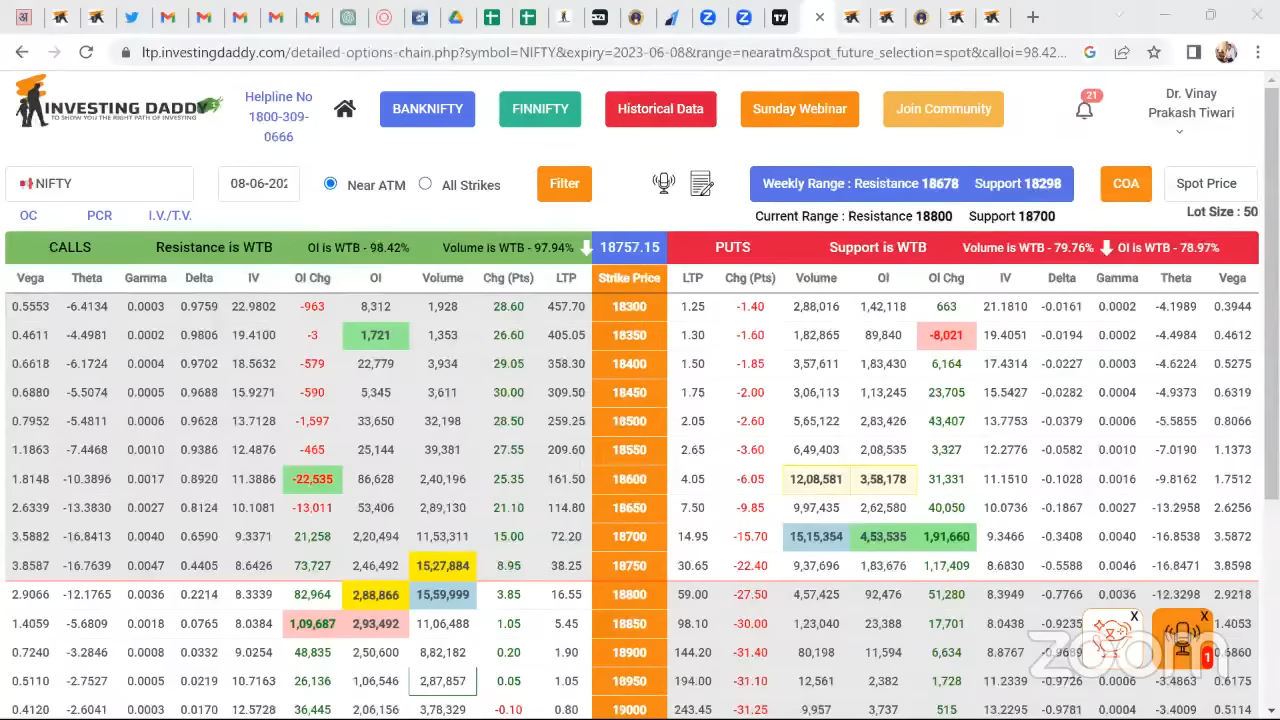 ltp.investingdaddy.com/detailed-options-chain.php?symbol=NIFTY&expiry=2023-06-08&range=nearatm&spot_future_selection=spot&calloi=98.42...
INVESTING DADDY
TO SHOW YOU THE RIGHT PATH OF INVESTING
Helpline No
1800-309-
0666
BANKNIFTY
FINNIFTY
Historical Data
Sunday Webinar
Join Community
21
Dr. Vinay
Prakash Tiwari
NIFTY
08-06-202
Near ATM
All Strikes
Filter
Weekly Range : Resistance 18678 Support 18298
COA
Spot Price
OC PCR I.V./T.V.
Current Range : Resistance 18800 Support 18700
Lot Size : 50
CALLS Resistance is WTB OI is WTB - 98.42% Volume is WTB - 97.94% 18757.15 PUTS Support is WTB Volume is WTB - 79.76% OI is WTB - 78.97%
Vega Theta Gamma Delta IV OI Chg OI Volume Chg (Pts) LTP Strike Price LTP Chg (Pts) Volume OI OI Chg IV Delta Gamma Theta Vega
0.5553 -6.4134 0.0003 0.9759 22.9802 -963 8,312 1,928 28.60 457.70 18300 1.25 -1.40 2,88,016 1,42,118 663 21.1810 -0.0161 0.0002 -4.1989 0.3944
0.4611 -4.4981 0.0002 0.9806 19.4100 -3 1,721 1,353 26.60 405.05 18350 1.30 -1.60 1,82,865 89,840 -8,021 19.4051 -0.0194 0.0002 -4.4984 0.4612
0.6618 -6.1724 0.0004 0.9702 18.5632 -579 22,779 3,934 29.05 358.30 18400 1.50 -1.85 3,57,611 1,83,430 6,164 17.4314 -0.0227 0.0003 -4.6224 0.5275
0.6880 -5.5074 0.0005 0.9686 15.9271 -590 5,345 3,611 30.00 309.50 18450 1.75 -2.00 3,06,113 1,13,245 23,705 15.5427 -0.0282 0.0004 -4.9373 0.6319
0.7952 -5.4811 0.0006 0.9628 13.7128 -1,597 33,650 32,198 28.50 259.25 18500 2.05 -2.60 5,65,122 2,83,426 43,407 13.7753 -0.0379 0.0006 -5.5855 0.8066
1.1863 -7.4468 0.0010 0.9386 12.4876 -465 25,144 39,381 27.55 209.60 18550 2.65 -3.60 6,49,403 2,08,535 3,327 12.2776 -0.0582 0.0010 -7.0190 1.1373
1.8148 -10.3896 0.0017 0.8920 11.3886 -22,535 86,628 2,40,196 25.35 161.50 18600 4.05 -6.05 12,08,581 3,58,178 31,331 11.1510 -0.1028 0.0016 -9.8162 1.7512
2.6339 -13.3830 0.0027 0.8124 10.1081 -13,011 53,406 2,89,130 21.10 114.80 18650 7.50 -9.85 9,97,435 2,62,580 40,050 10.0736 -0.1867 0.0027 -13.2958 2.6256
3.5882 -16.8413 0.0040 0.6590 9.3371 21,258 2,20,494 11,53,311 15.00 72.20 18700 14.95 -15.70 15,15,354 4,53,535 1,91,660 9.3466 -0.3408 0.0040 -16.8538 3.5872
3.8587 -16.7639 0.0047 0.4405 8.6426 73,727 2,46,492 15,27,884 8.95 38.25 18750 30.65 -22.40 9,37,696 1,83,676 1,17,409 8.6830 -0.5588 0.0046 -16.8471 3.8598
2.9066 -12.1765 0.0036 0.2214 8.3339 82,964 2,88,866 15,59,999 3.85 16.55 18800 59.00 -27.50 4,57,425 92,476 51,280 8.3949 -0.7766 0.0036 -12.3298 2.9218
1.4059 -5.6809 0.0018 0.0765 8.0384 1,09,687 2,93,492 11,06,488 1.05 5.45 18850 98.10 -30.00 1,23,040 23,388 17,701 8.0438 -0.9235 X X 1.4053
0.7240 -3.2846 0.0008 0.0332 9.0254 48,835 2,50,600 8,82,182 0.20 1.90 18900 144.20 -31.40 80,198 11,594 6,634 8.8767 1
zoom
0.5110 -2.7527 0.0005 0.0219 10.7163 26,136 1,06,546 2,87,857 0.05 1.05 18950 194.00 -31.10 12,561 2,382 1,728 11.2339 -0.9726 -3.4863 0.6175
0.4120 -2.6041 0.0003 0.0170 12.5728 36,445 2,06,156 3,78,329 -0.10 0.80 19000 243.45 -31.25 9,957 3,737 515 13.2295 -0.9781 0.0004 -3.4009 0.5114